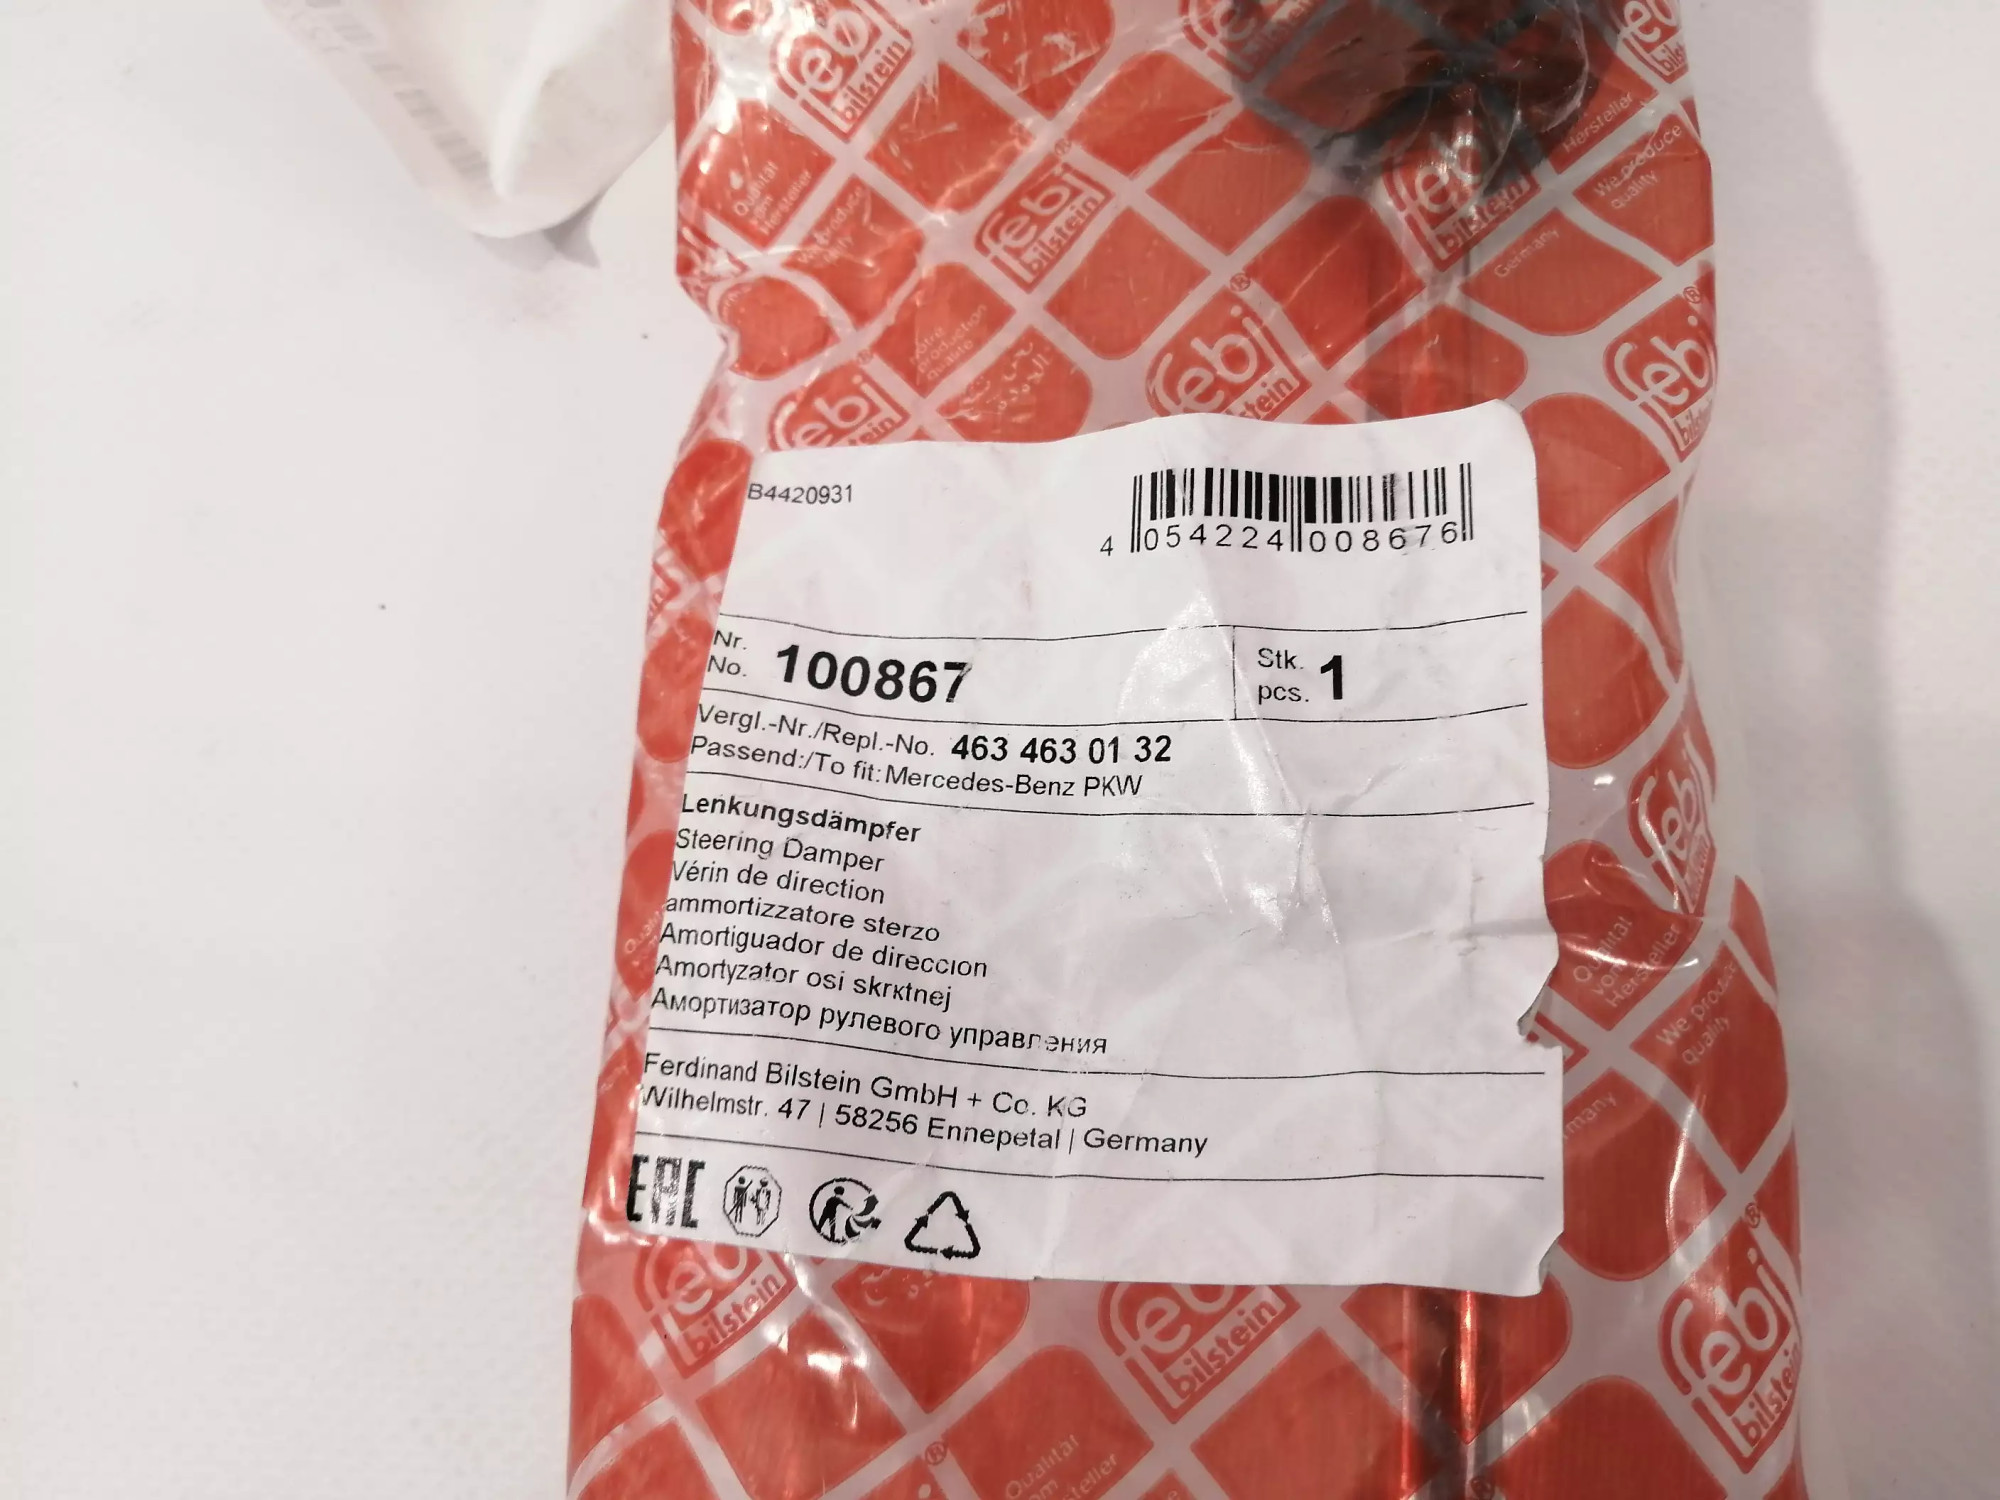 febi
bilstein
Qualität
vom
Hersteller
We produce
quality
Germany
B4420931
4 054224 008676
Nr.
No. 100867
Stk.
pcs. 1
Vergl.-Nr./Repl.-No. 463 463 01 32
Passend:/To fit: Mercedes-Benz PKW
Lenkungsdämpfer
Steering Damper
Vérin de direction
ammortizzatore sterzo
Amortiguador de direccion
Amortyzator osi skrktnej
Амортизатор рулевого управления
Ferdinand Bilstein GmbH + Co. KG
Wilhelmstr. 47 | 58256 Ennepetal | Germany
EAC